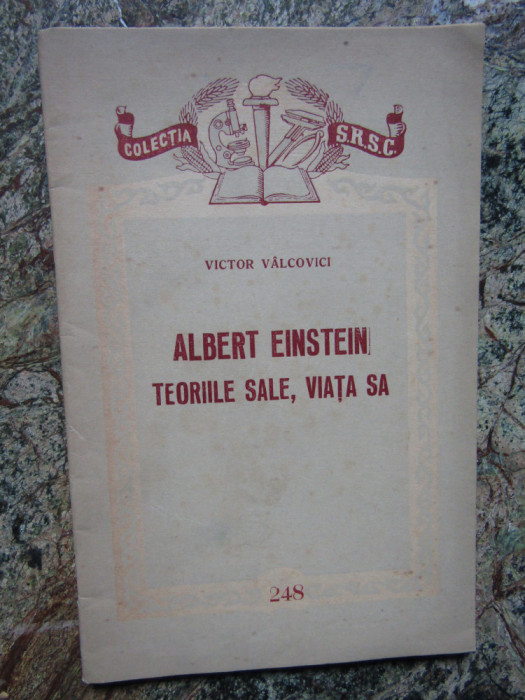 COLECȚIA S.R.S.C.
VICTOR VÂLCOVICI
ALBERT EINSTEIN
TEORIILE SALE, VIAȚA SA
248